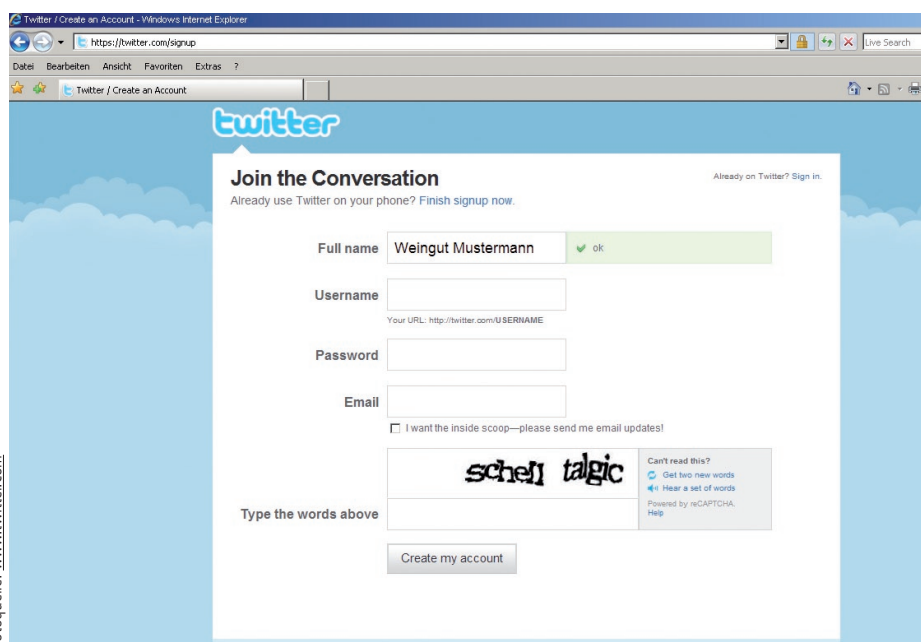 Twitter / Create an Account - Windows Internet Explorer
https://twitter.com/signup
Live Search
Datei Bearbeiten Ansicht Favoriten Extras ?
Twitter / Create an Account
twitter
Join the Conversation
Already on Twitter? Sign in.
Already use Twitter on your phone? Finish signup now.
Full name Weingut Mustermann ok
Username
Your URL: http://twitter.com/USERNAME
Password
Email
I want the inside scoop—please send me email updates!
schell talgic
Can't read this?
Get two new words
Hear a set of words
Powered by reCAPTCHA.
Help
Type the words above
Create my account